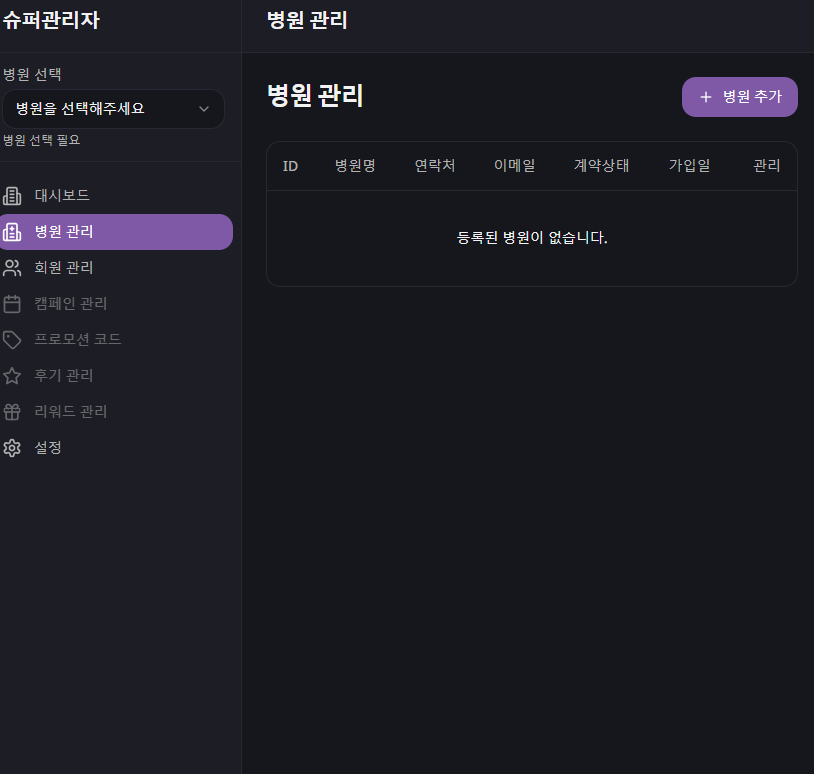 슈퍼관리자
병원 선택
병원을 선택해주세요
병원 선택 필요
대시보드
병원 관리
회원 관리
캠페인 관리
프로모션 코드
후기 관리
리워드 관리
설정
병원 관리
병원 관리
병원 추가
ID 병원명 연락처 이메일 계약상태 가입일 관리
등록된 병원이 없습니다.